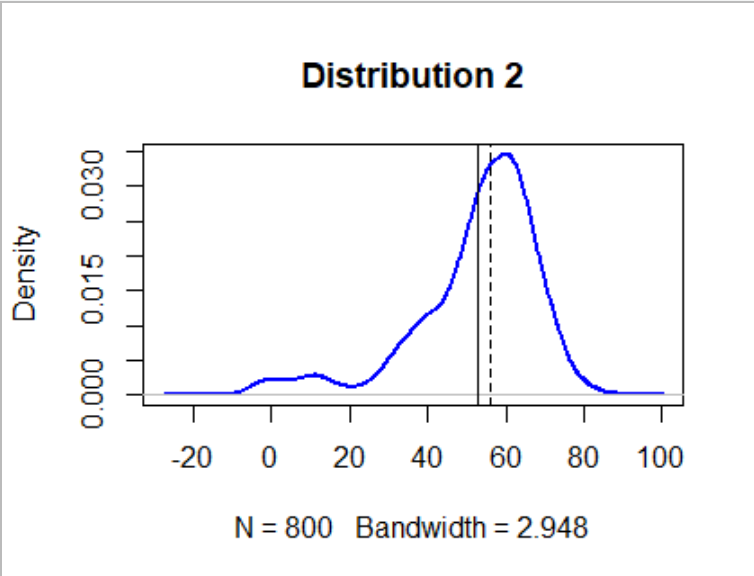 Distribution 2
Density
0.030
0.015
0.000
-20 0 20 40 60 80 100
N = 800 Bandwidth = 2.948